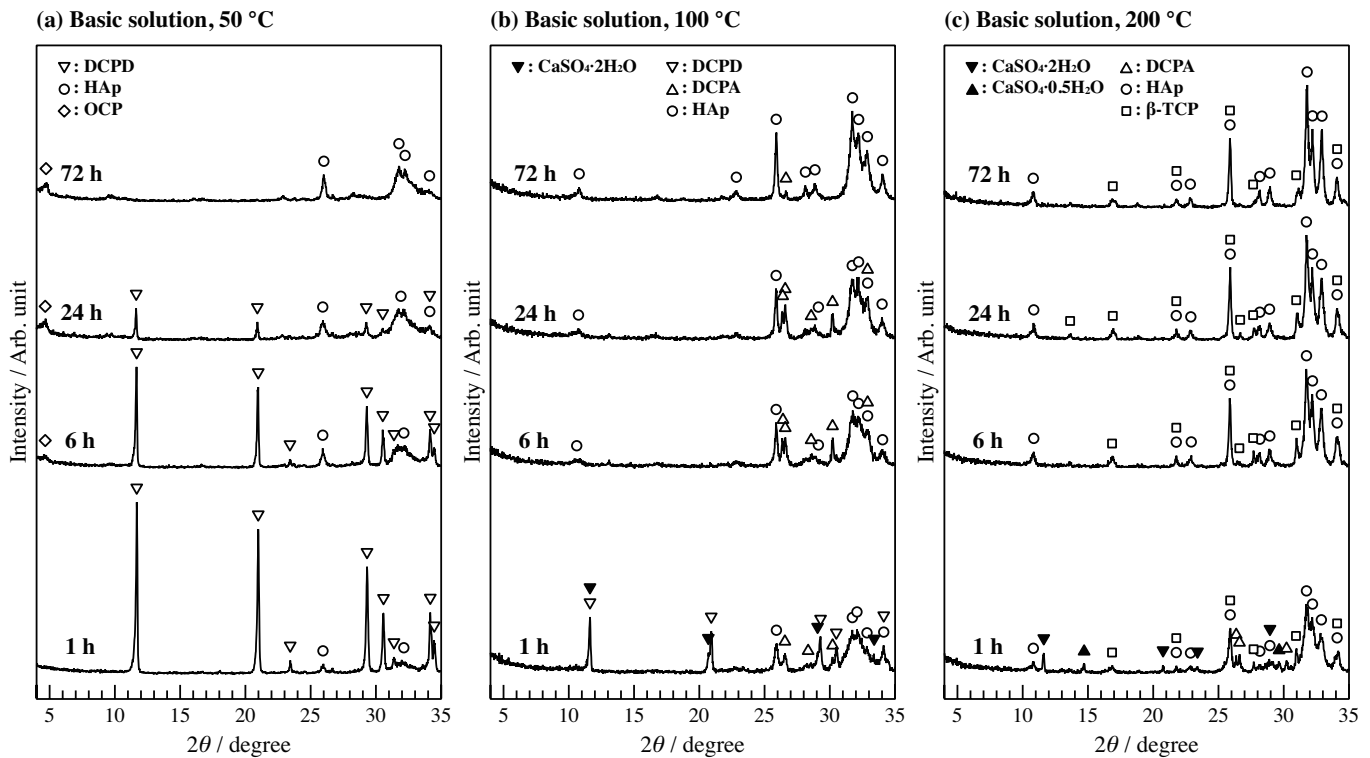 (a) Basic solution, 50 °C
▽: DCPD
○: HAp
◇: OCP
72 h
24 h
6 h
1 h
Intensity / Arb. unit
5 10 15 20 25 30 35
2θ / degree
(b) Basic solution, 100 °C
▼: CaSO₄·2H₂O
▽: DCPD
△: DCPA
○: HAp
72 h
24 h
6 h
1 h
Intensity / Arb. unit
5 10 15 20 25 30 35
2θ / degree
(c) Basic solution, 200 °C
▼: CaSO₄·2H₂O
▲: CaSO₄·0.5H₂O
△: DCPA
○: HAp
□: β-TCP
72 h
24 h
6 h
1 h
Intensity / Arb. unit
5 10 15 20 25 30 35
2θ / degree